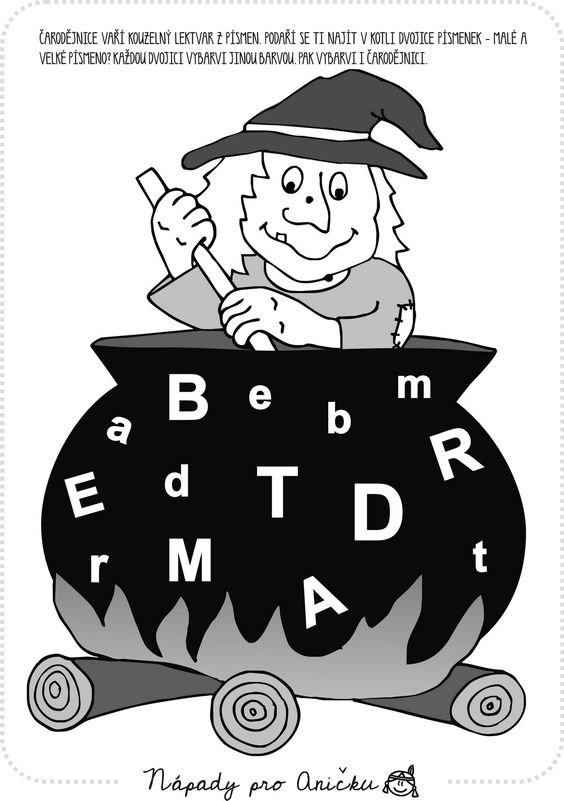 ČARODĚJNICE VAŘÍ KOUZELNÝ LEKTVAR Z PÍSMEN. PODAŘÍ SE TI NAJÍT V KOTLI DVOJICE PÍSMENEK - MALÉ A
VELKÉ PÍSMENO? KAŽDOU DVOJICI VYBARVI JINOU BARVOU. PAK VYBARVI I ČARODĚJNICI.
B e m
a b
R
E d T D
r M t
A
Nápady pro Aničku